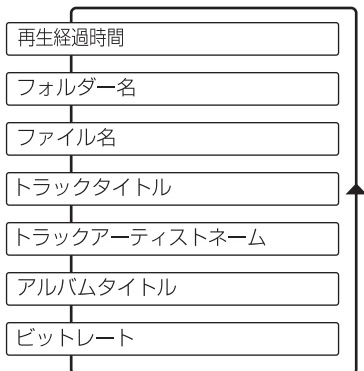 再生経過時間
フォルダー名
ファイル名
トラックタイトル
トラックアーティストネーム
アルバムタイトル
ビットレート